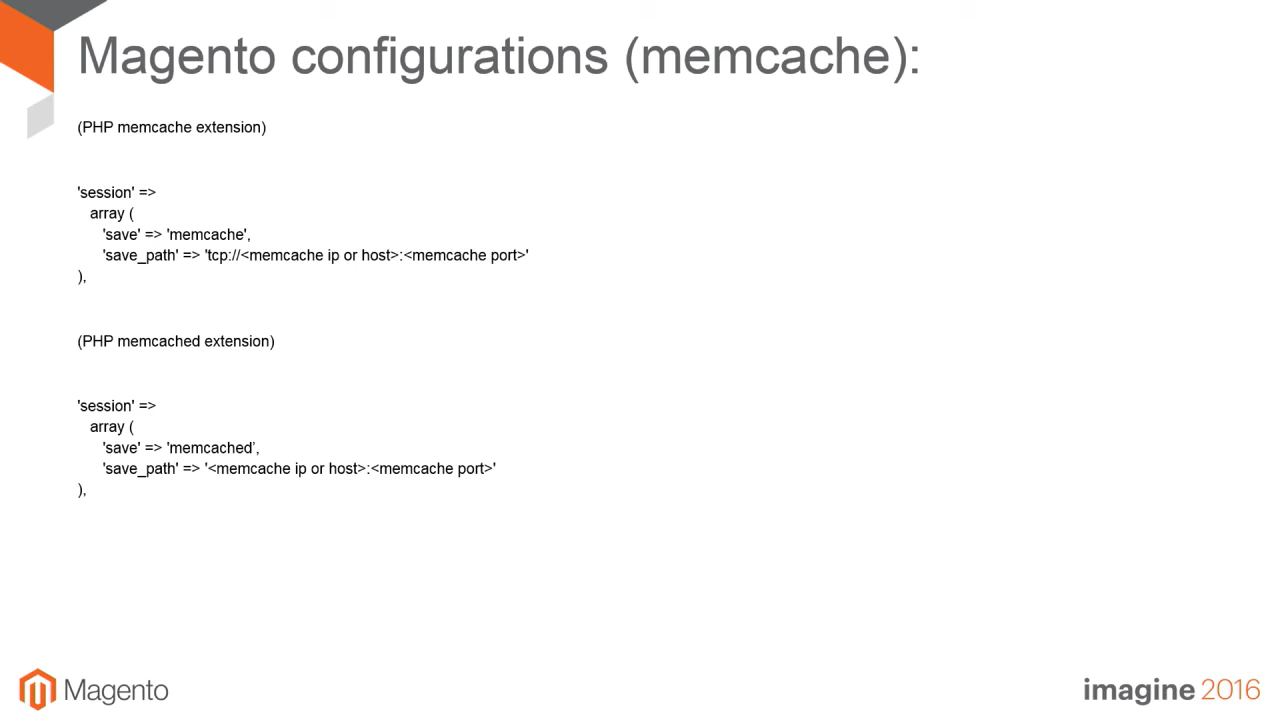 Magento configurations (memcache):
(PHP memcache extension)
'session' =>
array (
'save' => 'memcache',
'save_path' => 'tcp://<memcache ip or host>:<memcache port>'
),
(PHP memcached extension)
'session' =>
array (
'save' => 'memcached’,
'save_path' => '<memcache ip or host>:<memcache port>'
),
Magento
imagine 2016